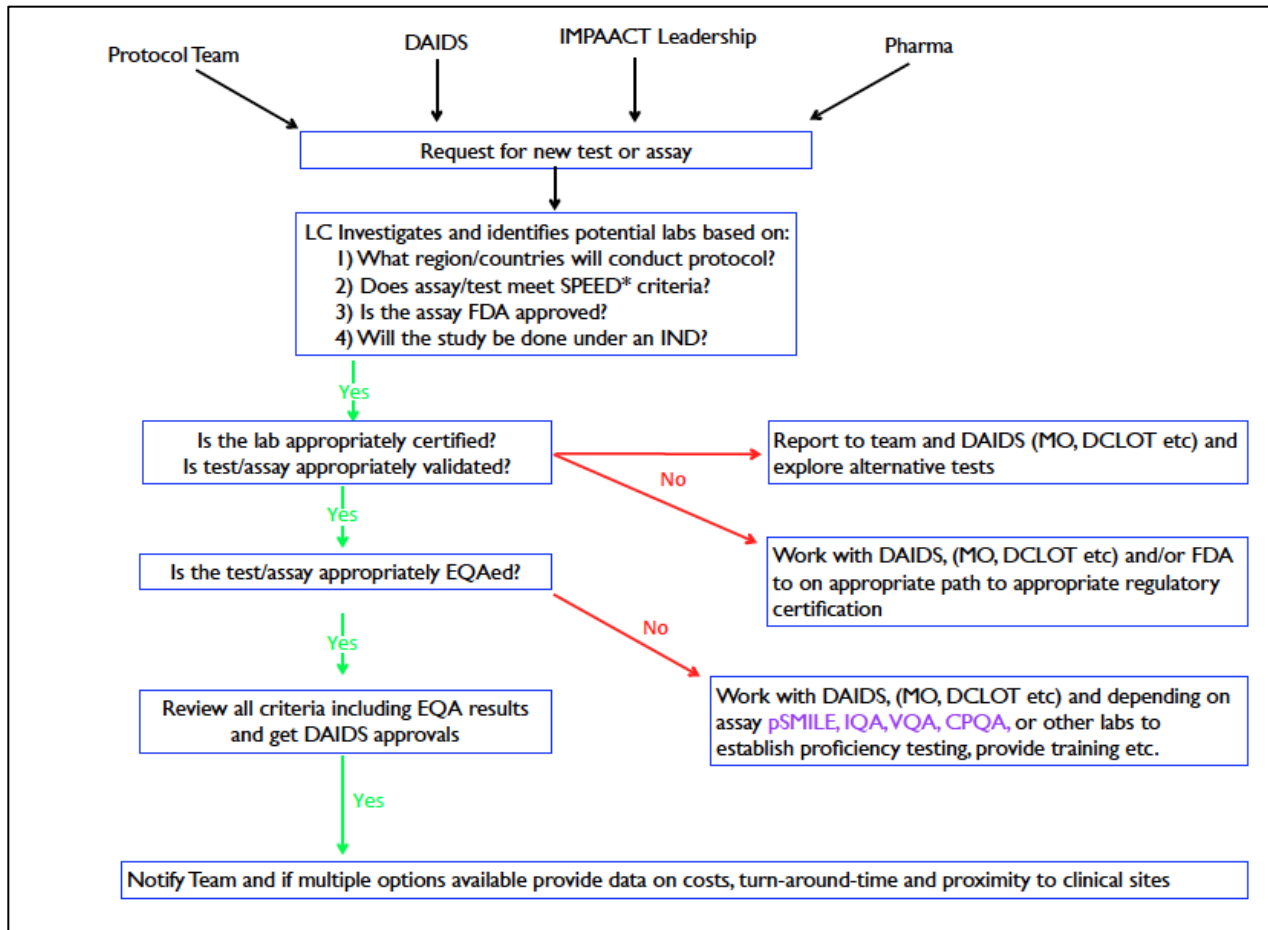 Protocol Team
DAIDS
IMPAACT Leadership
Pharma
Request for new test or assay
LC Investigates and identifies potential labs based on:
1) What region/countries will conduct protocol?
2) Does assay/test meet SPEED* criteria?
3) Is the assay FDA approved?
4) Will the study be done under an IND?
Yes
Is the lab appropriately certified?
Is test/assay appropriately validated?
Report to team and DAIDS (MO, DCLOT etc) and
explore alternative tests
No
Yes
Work with DAIDS, (MO, DCLOT etc) and/or FDA
to on appropriate path to appropriate regulatory
certification
Is the test/assay appropriately EQAed?
No
Yes
Work with DAIDS, (MO, DCLOT etc) and depending on
assay pSMILE, IQA, VQA, CPQA, or other labs to
establish proficiency testing, provide training etc.
Review all criteria including EQA results
and get DAIDS approvals
Yes
Notify Team and if multiple options available provide data on costs, turn-around-time and proximity to clinical sites